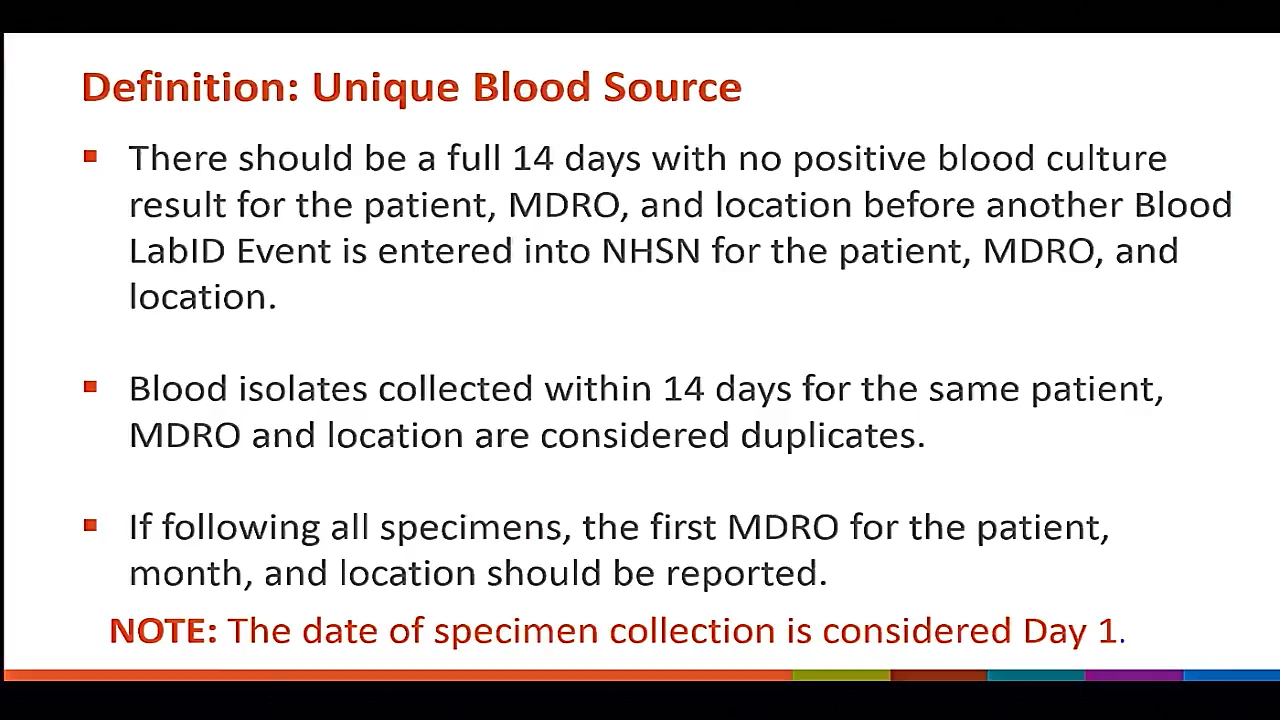 Definition: Unique Blood Source
▪ There should be a full 14 days with no positive blood culture
result for the patient, MDRO, and location before another Blood
LabID Event is entered into NHSN for the patient, MDRO, and
location.
▪ Blood isolates collected within 14 days for the same patient,
MDRO and location are considered duplicates.
▪ If following all specimens, the first MDRO for the patient,
month, and location should be reported.
NOTE: The date of specimen collection is considered Day 1.